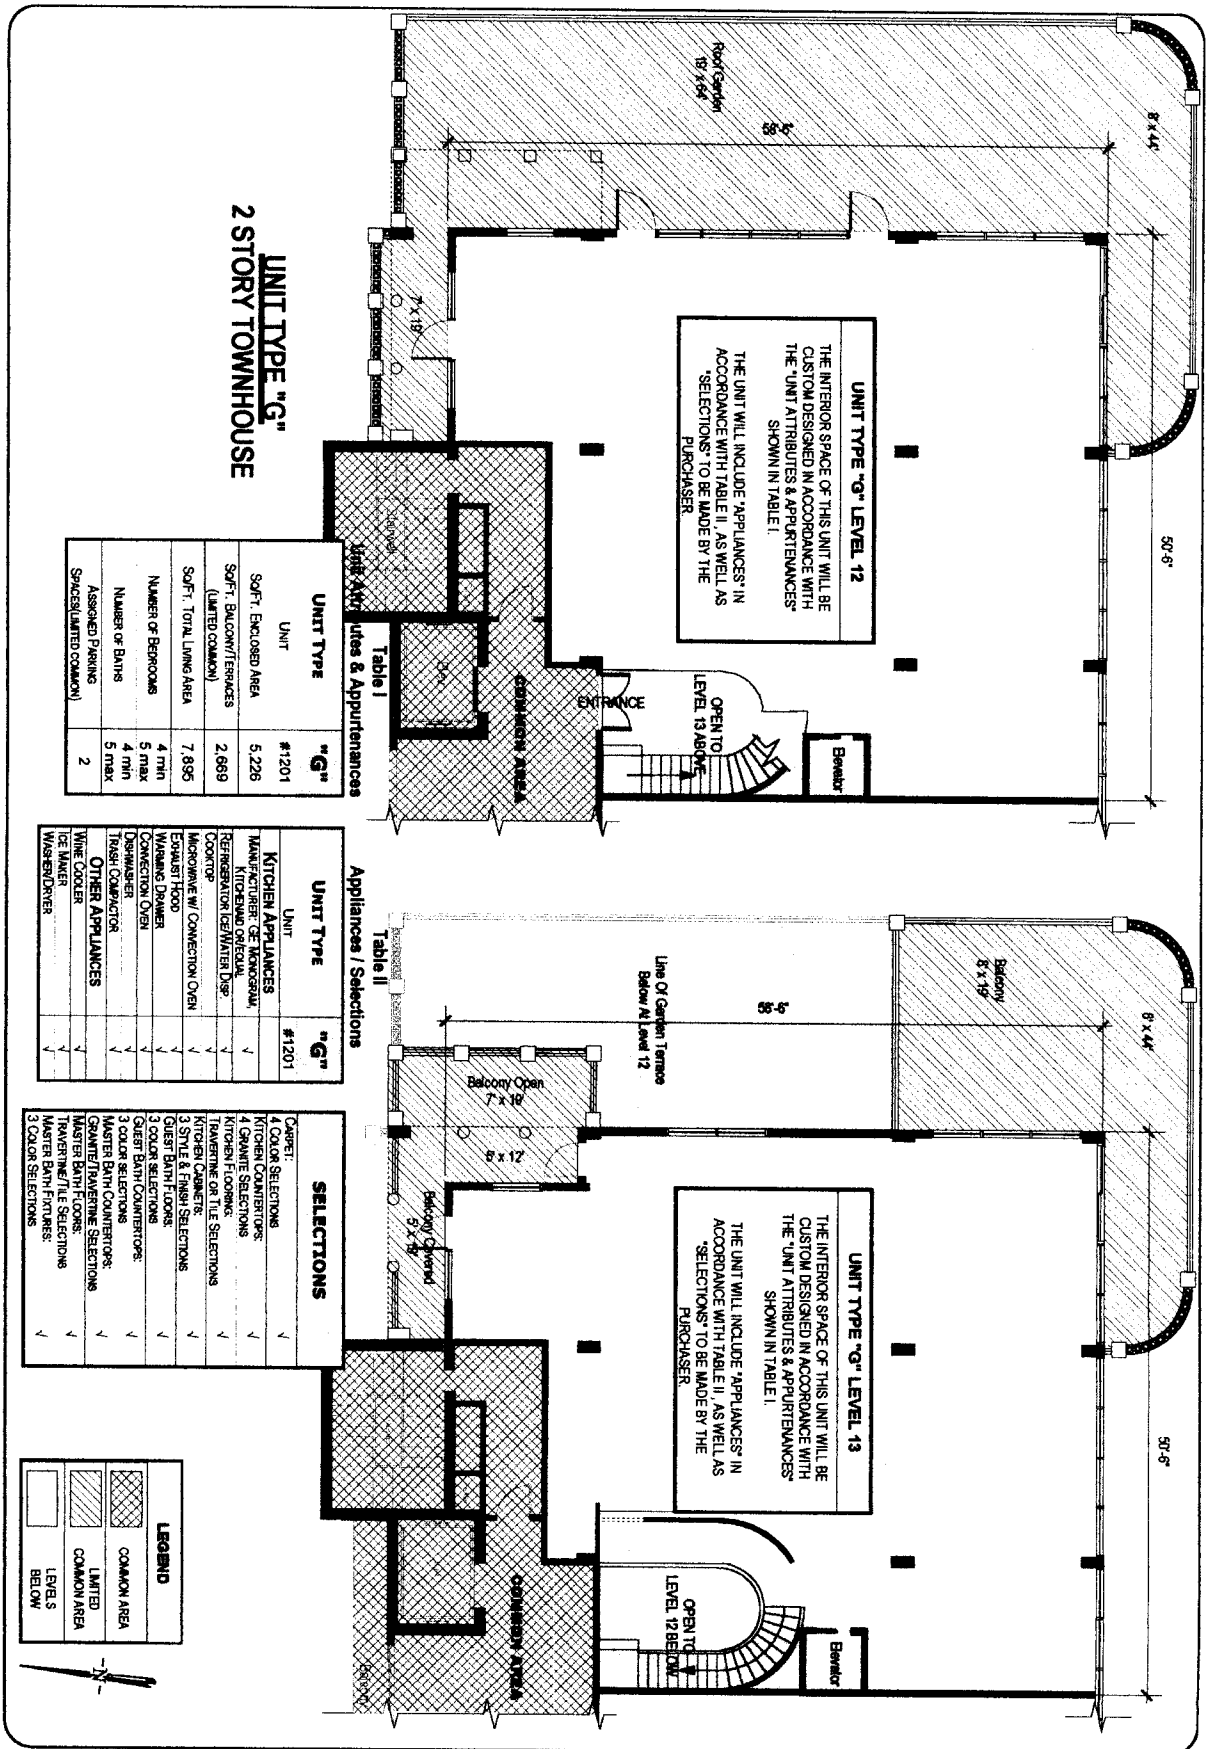 Roof Garden
19' x 64'
58'-6"
8' x 44'
50'-6"
7' x 19'
UNIT TYPE "G" LEVEL 12
THE INTERIOR SPACE OF THIS UNIT WILL BE
CUSTOM DESIGNED IN ACCORDANCE WITH
THE "UNIT ATTRIBUTES & APPURTENANCES"
SHOWN IN TABLE I.
THE UNIT WILL INCLUDE "APPLIANCES" IN
ACCORDANCE WITH TABLE II, AS WELL AS
"SELECTIONS" TO BE MADE BY THE
PURCHASER.
OPEN TO
LEVEL 13 ABOVE
ENTRANCE
Elevator
COMMON AREA
Balcony
8' x 19'
8' x 44'
50'-6"
58'-6"
Line Of Garden Terrace
Below At Level 12
Balcony Open
7' x 19'
6' x 12'
Balcony Covered
5' x 19'
UNIT TYPE "G" LEVEL 13
THE INTERIOR SPACE OF THIS UNIT WILL BE
CUSTOM DESIGNED IN ACCORDANCE WITH
THE "UNIT ATTRIBUTES & APPURTENANCES"
SHOWN IN TABLE I.
THE UNIT WILL INCLUDE "APPLIANCES" IN
ACCORDANCE WITH TABLE II, AS WELL AS
"SELECTIONS" TO BE MADE BY THE
PURCHASER.
OPEN TO
LEVEL 12 BELOW
Elevator
COMMON AREA
UNIT TYPE "G"
2 STORY TOWNHOUSE
Table I
Unit Attributes & Appurtenances
UNIT TYPE "G"
UNIT #1201
SQ/FT. ENCLOSED AREA 5,226
SQ/FT. BALCONY/TERRACES
(LIMITED COMMON) 2,669
SQ/FT. TOTAL LIVING AREA 7,895
NUMBER OF BEDROOMS 4 min
5 max
NUMBER OF BATHS 4 min
5 max
ASSIGNED PARKING
SPACES(LIMITED COMMON) 2
Table II
Appliances / Selections
UNIT TYPE "G"
UNIT #1201
KITCHEN APPLIANCES
MANUFACTURER: GE MONOGRAM,
KITCHENAID OR/EQUAL √
REFRIGERATOR ICE/WATER DISP. √
COOKTOP √
MICROWAVE W/ CONVECTION OVEN √
EXHAUST HOOD √
WARMING DRAWER √
CONVECTION OVEN √
DISHWASHER √
TRASH COMPACTOR √
OTHER APPLIANCES
WINE COOLER √
ICE MAKER √
WASHER/DRYER √
SELECTIONS
CARPET:
4 COLOR SELECTIONS √
KITCHEN COUNTERTOPS:
4 GRANITE SELECTIONS √
KITCHEN FLOORING:
TRAVERTINE OR TILE SELECTIONS √
KITCHEN CABINETS:
3 STYLE & FINISH SELECTIONS √
GUEST BATH FLOORS:
3 COLOR SELECTIONS √
GUEST BATH COUNTERTOPS:
3 COLOR SELECTIONS √
MASTER BATH COUNTERTOPS:
GRANITE/TRAVERTINE SELECTIONS √
MASTER BATH FLOORS:
TRAVERTINE/TILE SELECTIONS √
MASTER BATH FIXTURES:
3 COLOR SELECTIONS √
LEGEND
COMMON AREA
LIMITED
COMMON AREA
LEVELS
BELOW
-N-